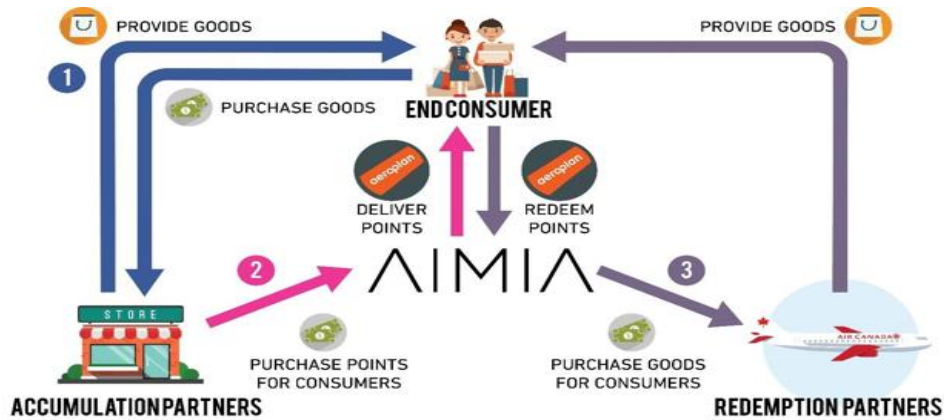 PROVIDE GOODS
PROVIDE GOODS
1
PURCHASE GOODS
END CONSUMER
aeroplan
aeroplan
DELIVER
POINTS
REDEEM
POINTS
AIMIA
2
3
STORE
AIR CANADA
PURCHASE POINTS
FOR CONSUMERS
PURCHASE GOODS
FOR CONSUMERS
ACCUMULATION PARTNERS
REDEMPTION PARTNERS